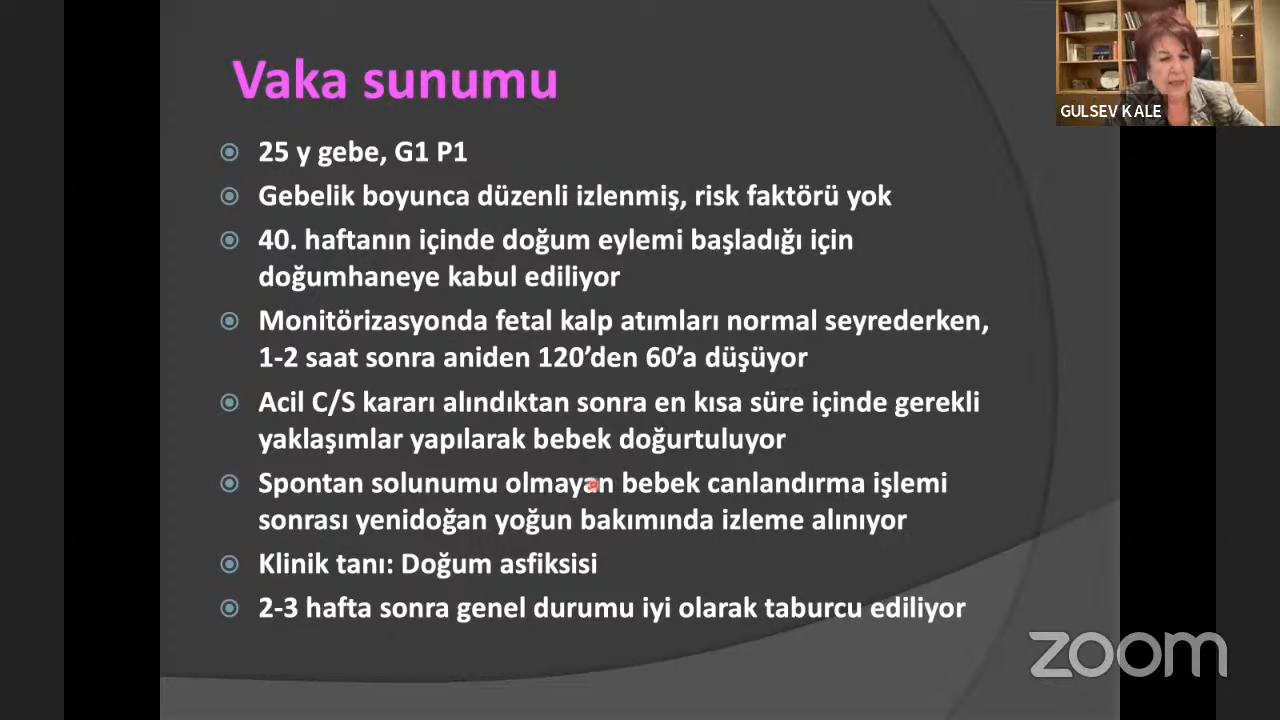 Vaka sunumu
GULSEV KALE
25 y gebe, G1 P1
Gebelik boyunca düzenli izlenmiş, risk faktörü yok
40. haftanın içinde doğum eylemi başladığı için
doğumhaneye kabul ediliyor
Monitörizasyonda fetal kalp atımları normal seyrederken,
1-2 saat sonra aniden 120’den 60’a düşüyor
Acil C/S kararı alındıktan sonra en kısa süre içinde gerekli
yaklaşımlar yapılarak bebek doğurtuluyor
Spontan solunumu olmayan bebek canlandırma işlemi
sonrası yenidoğan yoğun bakımında izleme alınıyor
Klinik tanı: Doğum asfiksisi
2-3 hafta sonra genel durumu iyi olarak taburcu ediliyor
zoom